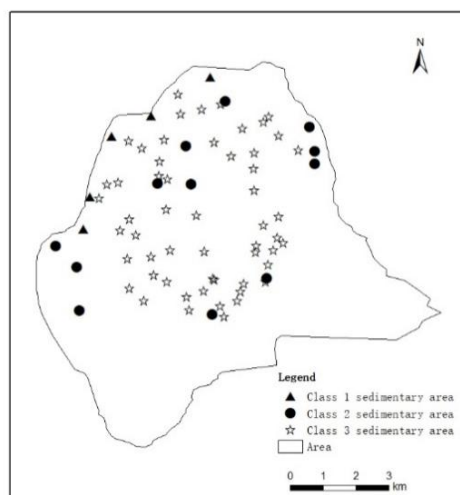 N
Legend
Class 1 sedimentary area
Class 2 sedimentary area
Class 3 sedimentary area
Area
0 1 2 3
km